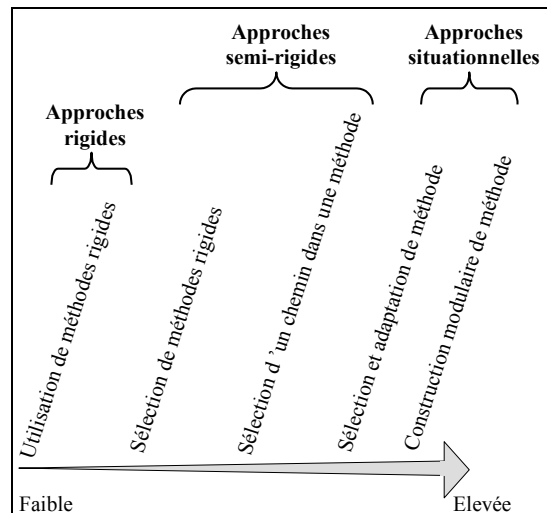 Approches
semi-rigides
Approches
situationnelles
Approches
rigides
Utilisation de méthodes rigides
Sélection de méthodes rigides
Sélection d ’un chemin dans une méthode
Sélection et adaptation de méthode
Construction modulaire de méthode
Faible
Elevée